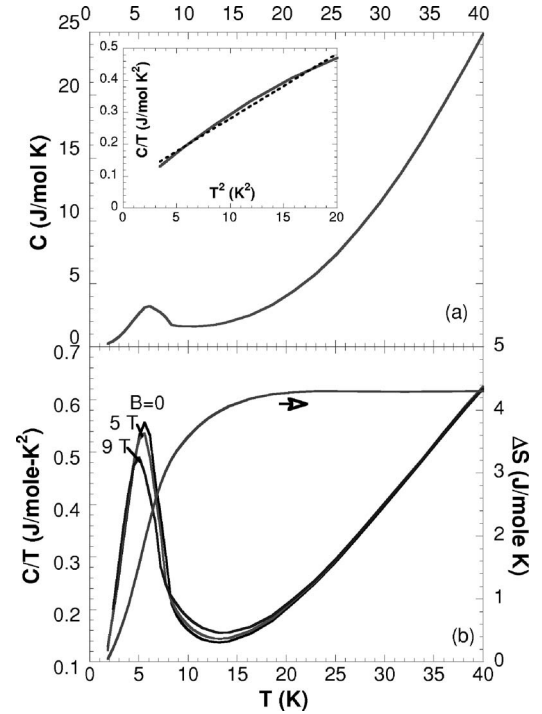 0 5 10 15 20 25 30 35 40
25
20
15
10
5
0
C (J/mol K)
0.5
0.4
0.3
0.2
0.1
0
C/T (J/mol K²)
T² (K²)
0 5 10 15 20
(a)
0.7
0.6
0.5
0.4
0.3
0.2
0.1
C/T (J/mole-K²)
B=0
5 T
9 T
5
4
3
2
1
0
ΔS (J/mole K)
(b)
0 5 10 15 20 25 30 35 40
T (K)